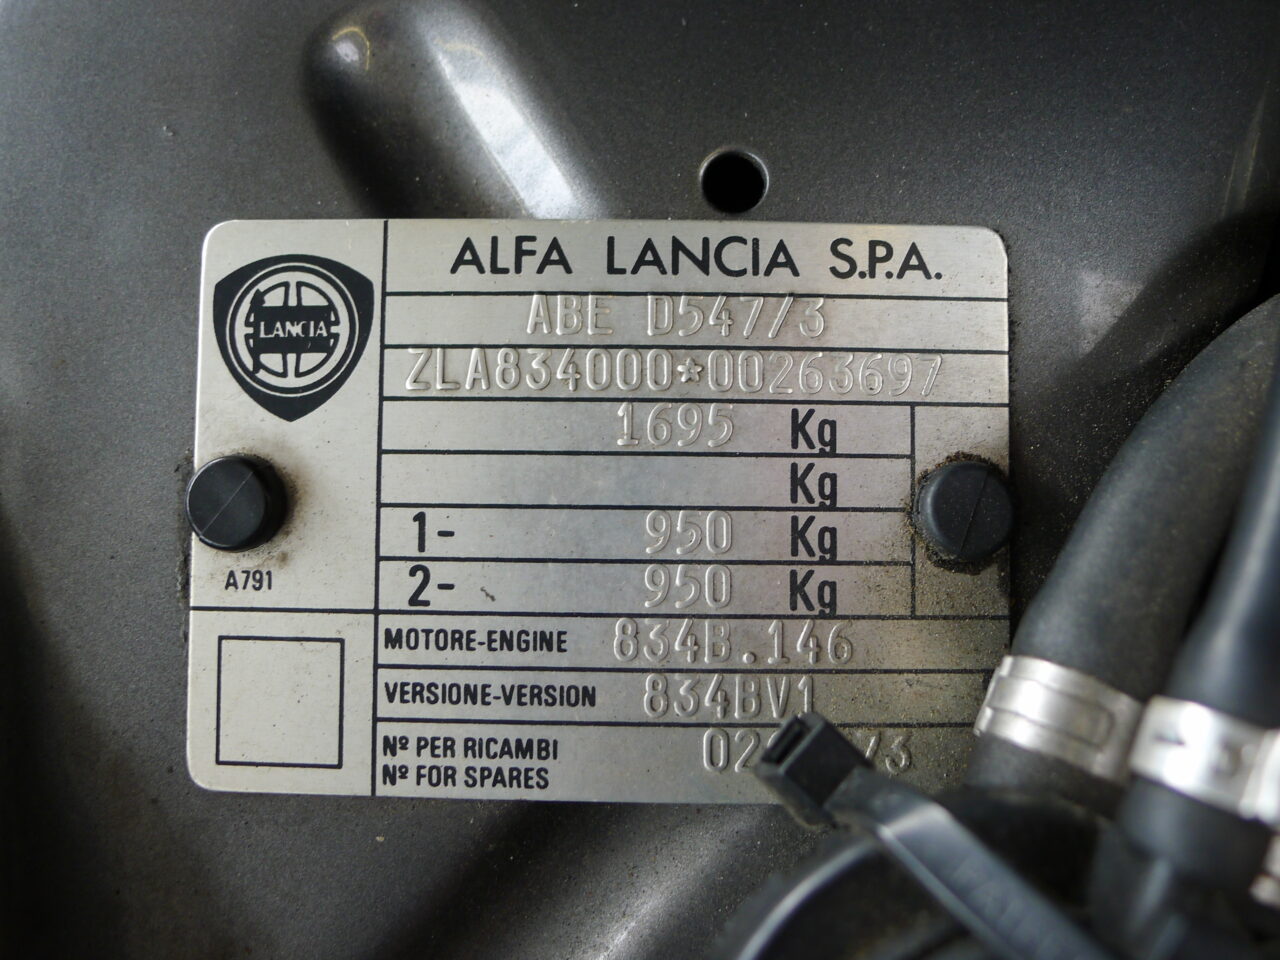 LANCIA
ALFA LANCIA S.P.A.
ABE D547/3
ZLA834000*00263697
1695 Kg
Kg
1- 950 Kg
2- 950 Kg
A791
MOTORE-ENGINE 834B.146
VERSIONE-VERSION 834BV1
Nº PER RICAMBI
Nº FOR SPARES